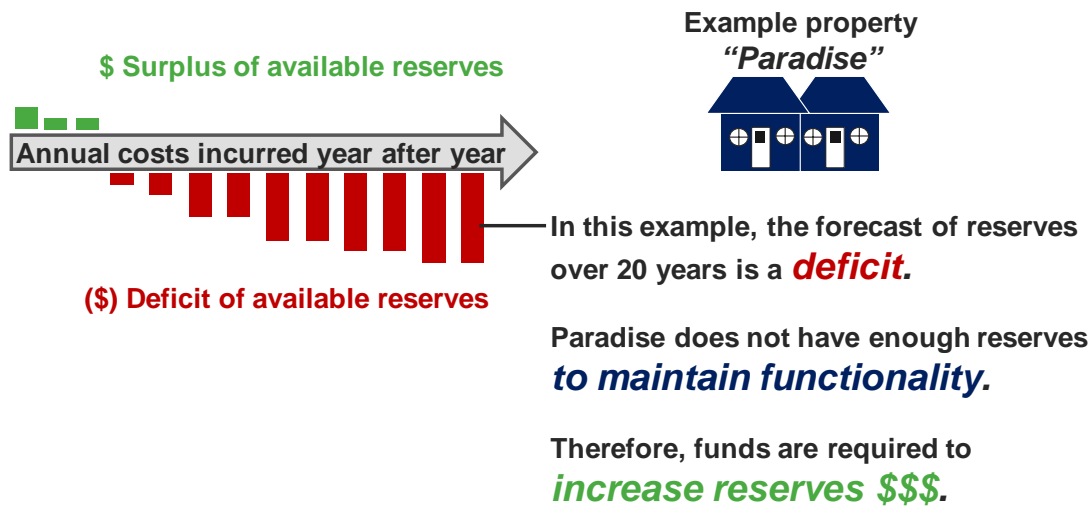 Example property
“Paradise”
$ Surplus of available reserves
Annual costs incurred year after year
($) Deficit of available reserves
In this example, the forecast of reserves
over 20 years is a deficit.
Paradise does not have enough reserves
to maintain functionality.
Therefore, funds are required to
increase reserves $$$.